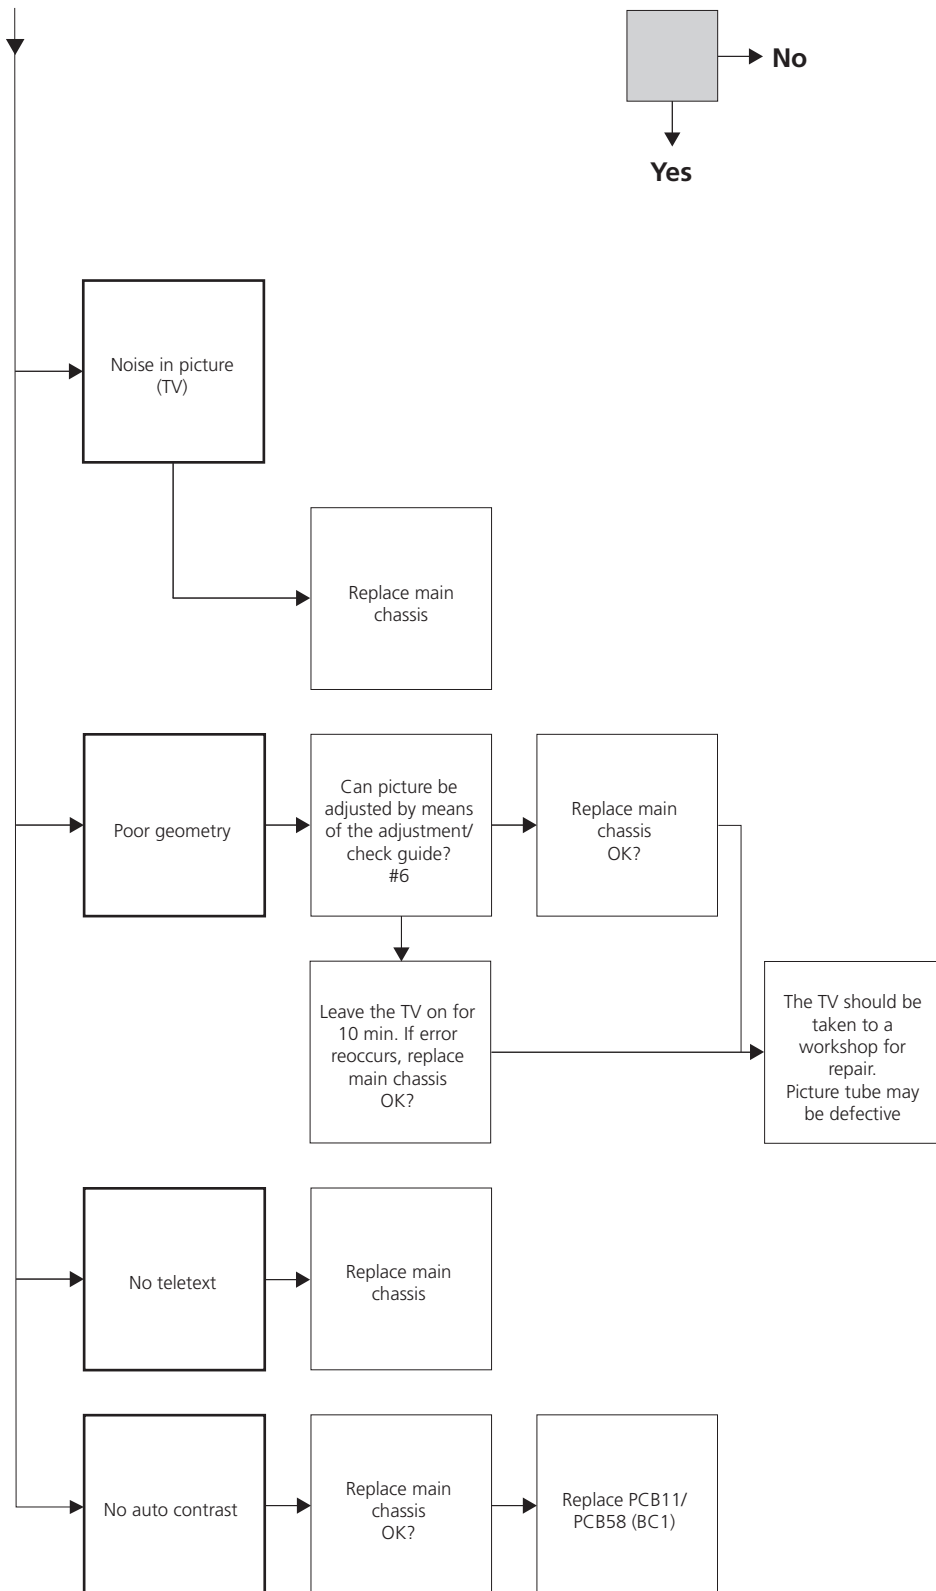 No
Yes
Noise in picture
(TV)
Replace main
chassis
Poor geometry
Can picture be
adjusted by means
of the adjustment/
check guide?
#6
Replace main
chassis
OK?
Leave the TV on for
10 min. If error
reoccurs, replace
main chassis
OK?
The TV should be
taken to a
workshop for
repair.
Picture tube may
be defective
No teletext
Replace main
chassis
No auto contrast
Replace main
chassis
OK?
Replace PCB11/
PCB58 (BC1)